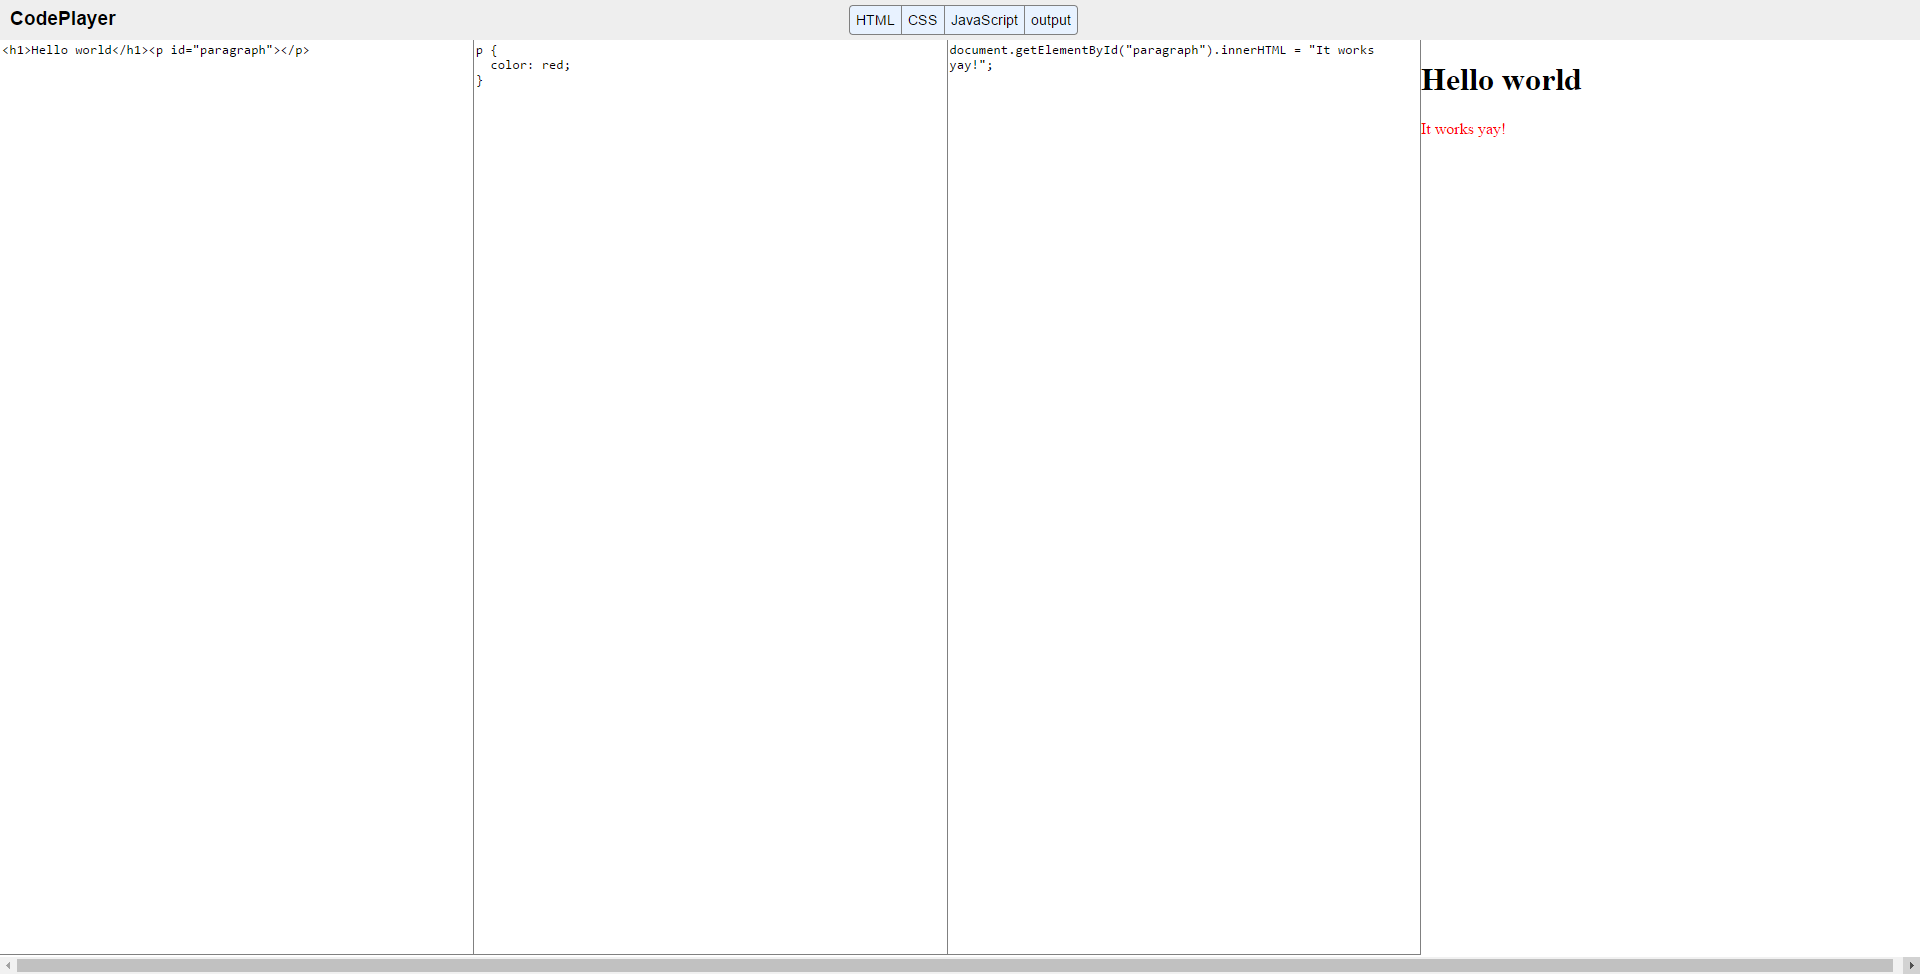 CodePlayer
HTML CSS JavaScript output
<h1>Hello world</h1><p id="paragraph"></p>
p {
  color: red;
}
document.getElementById("paragraph").innerHTML = "It works
yay!";
Hello world
It works yay!